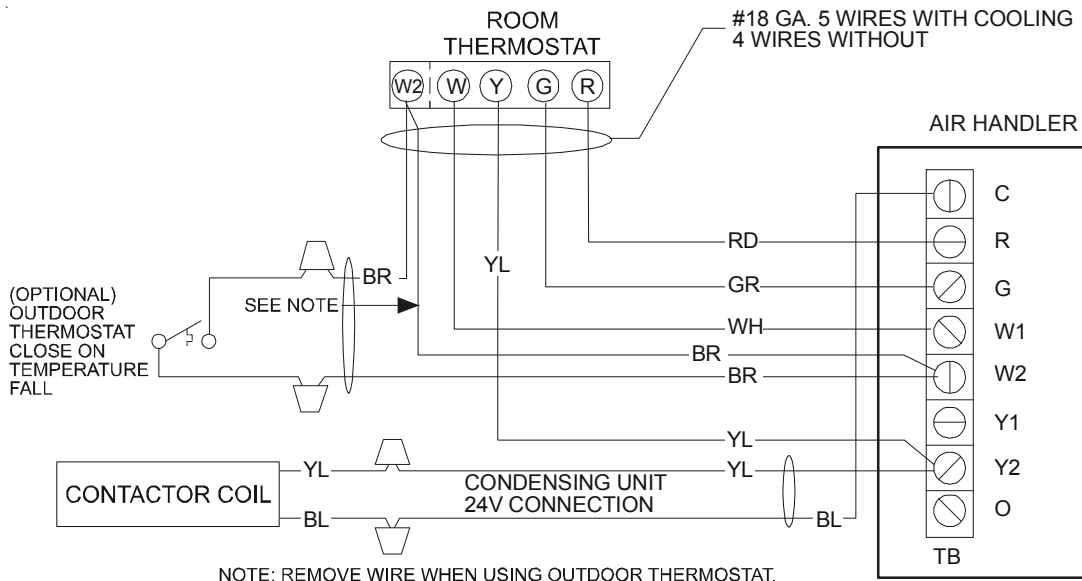 ROOM
THERMOSTAT
#18 GA. 5 WIRES WITH COOLING
4 WIRES WITHOUT
W2 W Y G R
AIR HANDLER
C
RD
R
BR
YL
GR
G
(OPTIONAL)
OUTDOOR
THERMOSTAT
CLOSE ON
TEMPERATURE
FALL
SEE NOTE
WH
W1
BR
BR
W2
Y1
YL
YL
YL
Y2
CONTACTOR COIL
CONDENSING UNIT
24V CONNECTION
BL
BL
O
TB
NOTE: REMOVE WIRE WHEN USING OUTDOOR THERMOSTAT.